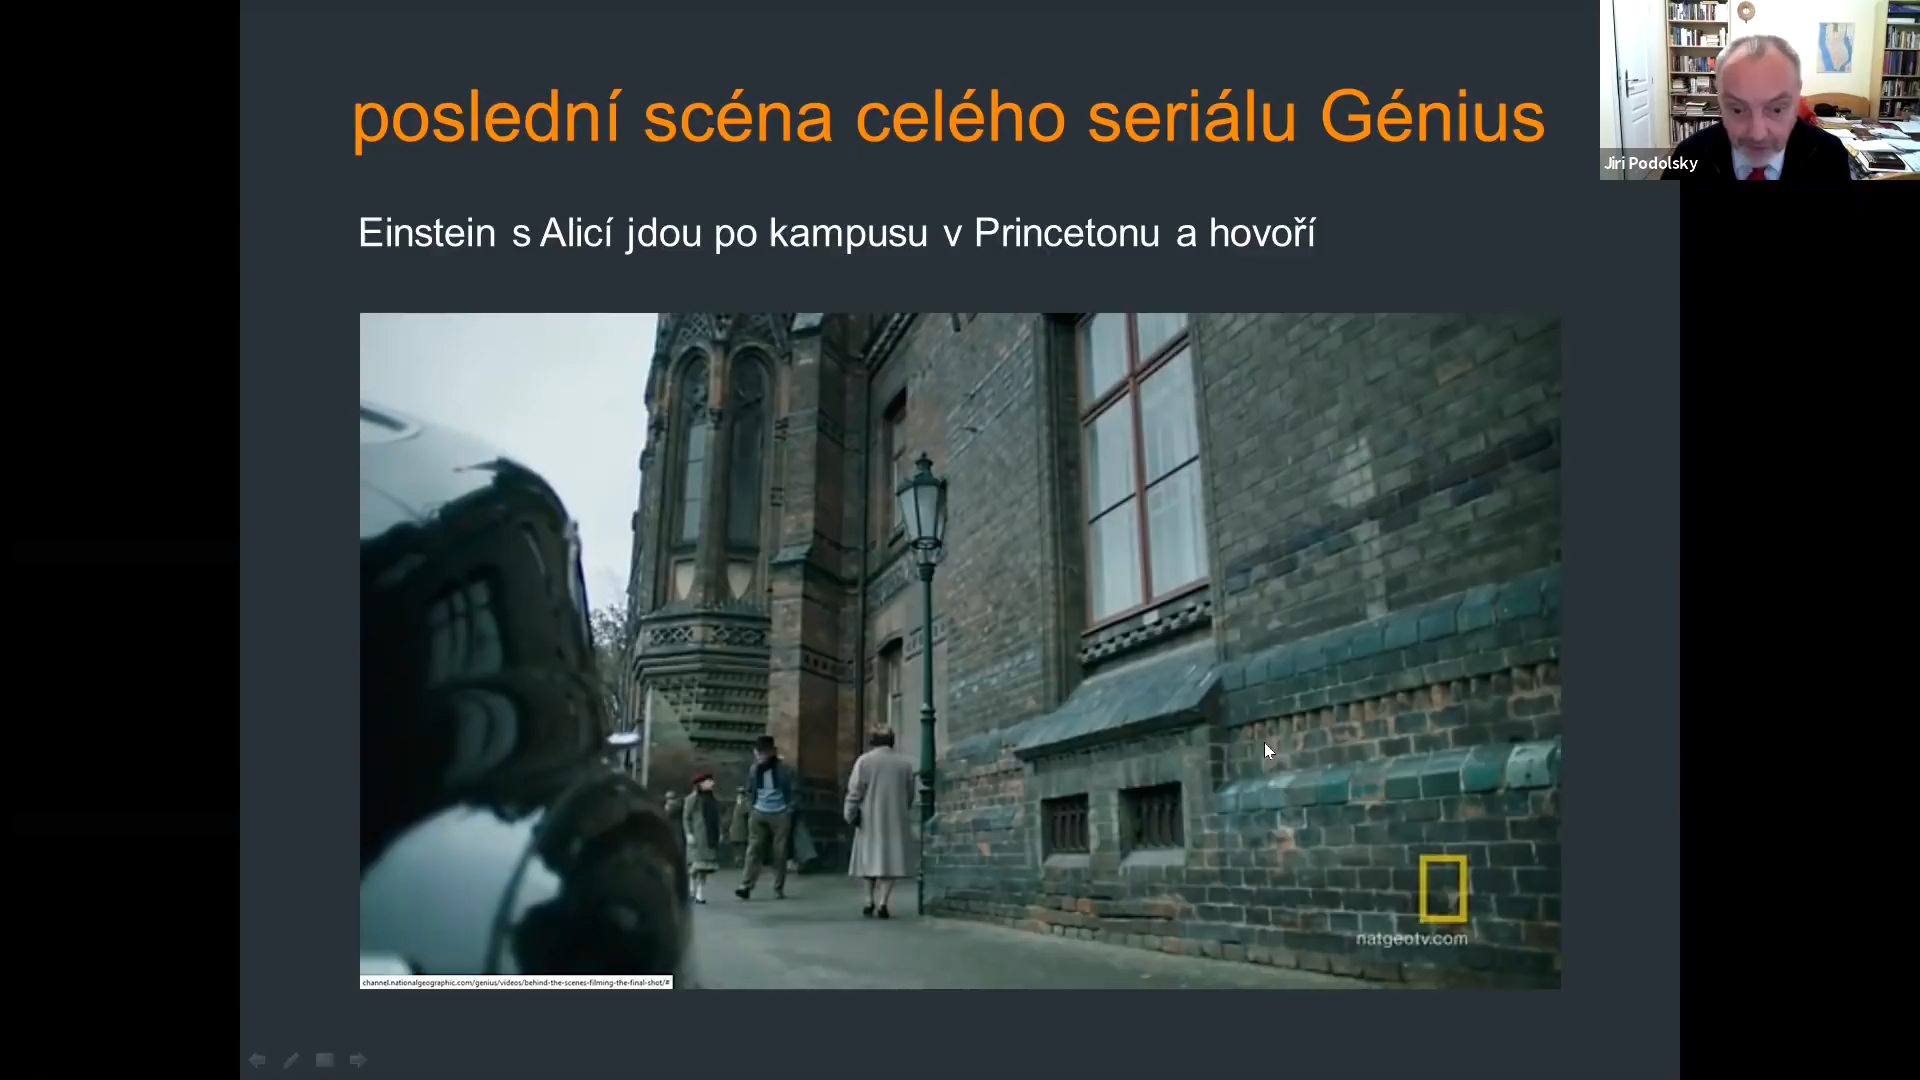 poslední scéna celého seriálu Génius
Jiri Podolsky
Einstein s Alicí jdou po kampusu v Princetonu a hovoří
natgeotv.com
channel.nationalgeographic.com/genius/videos/behind-the-scenes-filming-the-final-shot/#